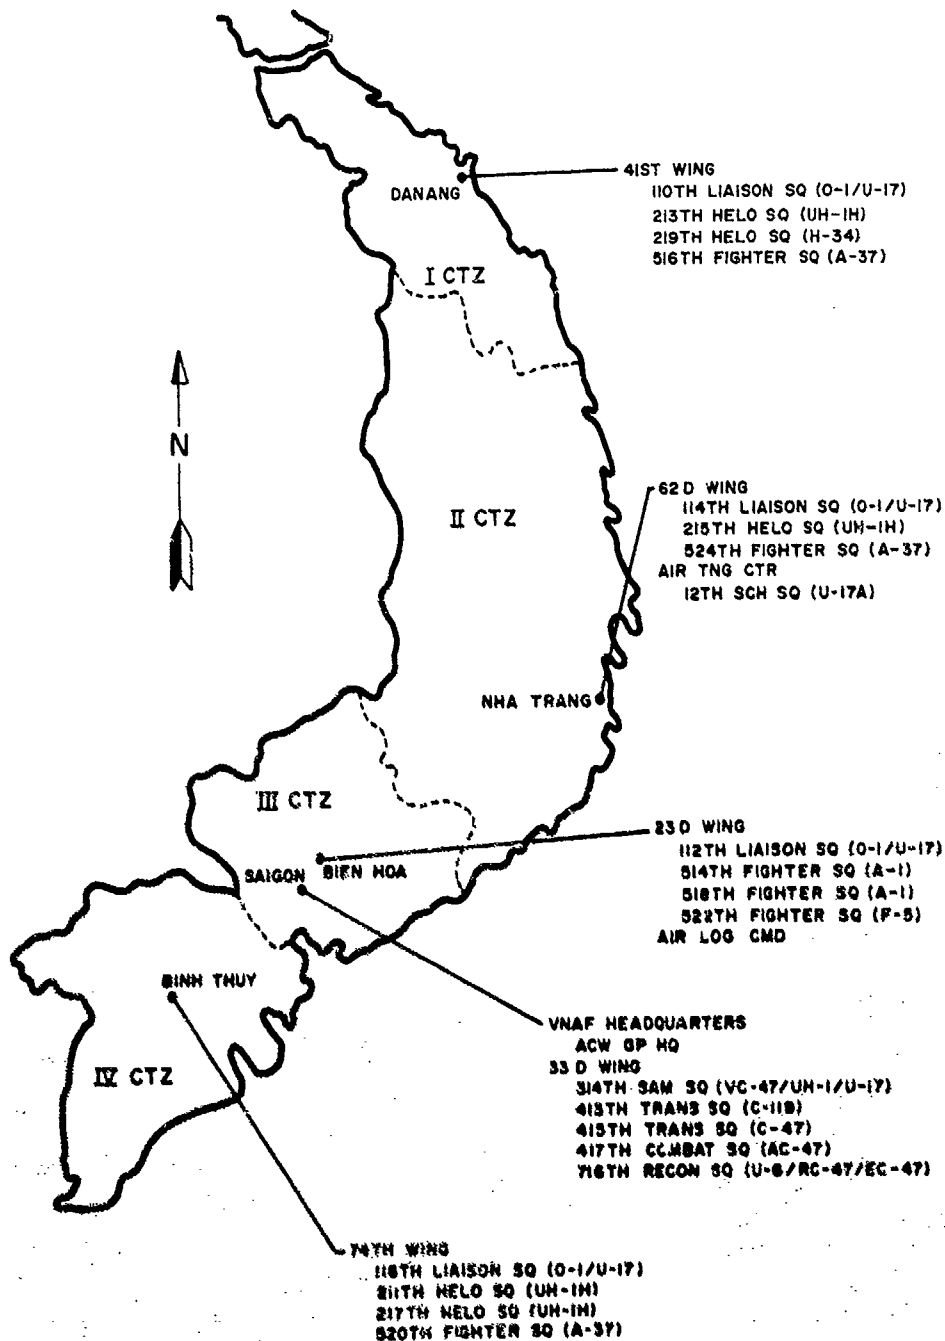 41ST WING
110TH LIAISON SQ (O-1/U-17)
213TH HELO SQ (UH-1H)
219TH HELO SQ (H-34)
516TH FIGHTER SQ (A-37)
DANANG
I CTZ
N
II CTZ
62D WING
114TH LIAISON SQ (O-1/U-17)
215TH HELO SQ (UH-1H)
524TH FIGHTER SQ (A-37)
AIR TNG CTR
12TH SCH SQ (U-17A)
NHA TRANG
III CTZ
23D WING
112TH LIAISON SQ (O-1/U-17)
514TH FIGHTER SQ (A-1)
518TH FIGHTER SQ (A-1)
522TH FIGHTER SQ (F-5)
AIR LOG CMD
BIEN HOA
SAIGON
BINH THUY
IV CTZ
VNAF HEADQUARTERS
ACW GP HQ
33D WING
314TH SAM SQ (VC-47/UH-1/U-17)
413TH TRANS SQ (C-119)
415TH TRANS SQ (C-47)
417TH COMBAT SQ (AC-47)
716TH RECON SQ (U-6/RC-47/EC-47)
74TH WING
116TH LIAISON SQ (O-1/U-17)
211TH HELO SQ (UH-1H)
217TH HELO SQ (UH-1H)
520TH FIGHTER SQ (A-37)